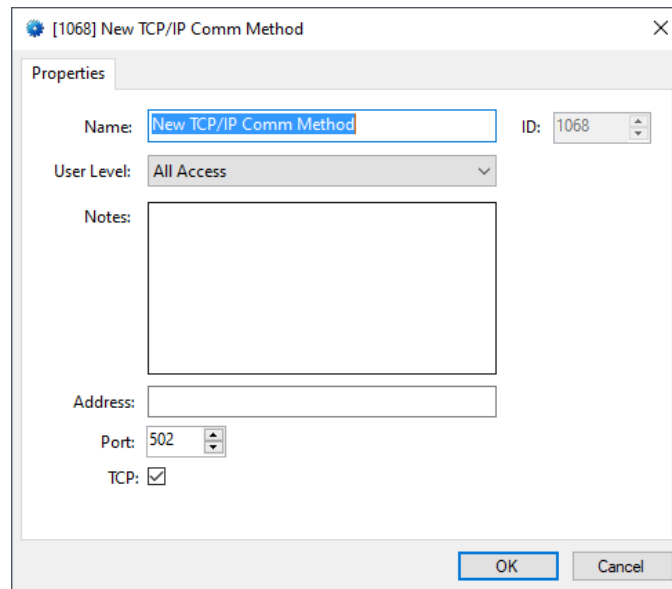 [1068] New TCP/IP Comm Method
Properties
Name: New TCP/IP Comm Method ID: 1068
User Level: All Access
Notes:
Address:
Port: 502
TCP:
OK Cancel